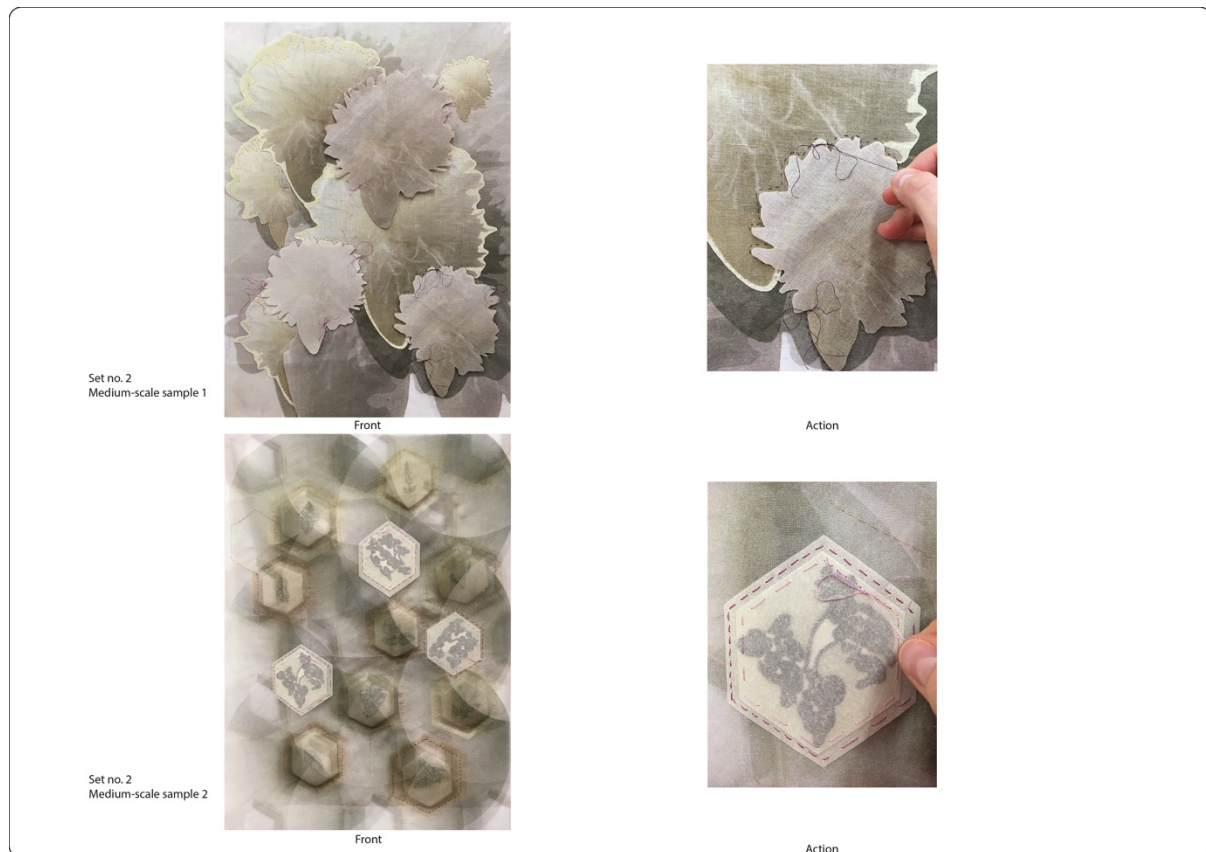 Set no. 2
Medium-scale sample 1
Front
Action
Set no. 2
Medium-scale sample 2
Front
Action